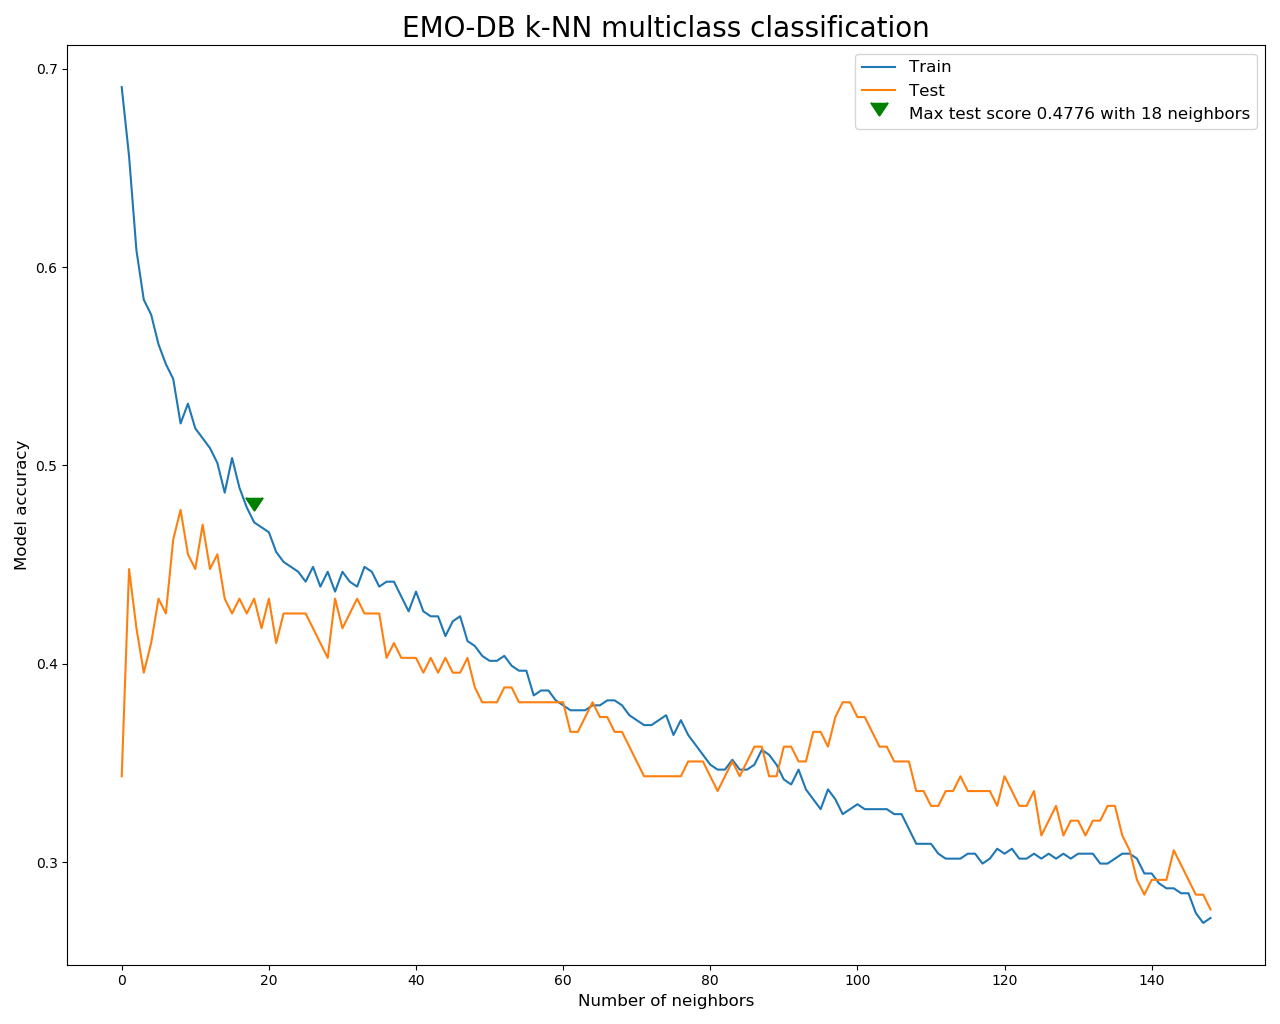 EMO-DB k-NN multiclass classification
Train
Test
Max test score 0.4776 with 18 neighbors
Model accuracy
0.7
0.6
0.5
0.4
0.3
0 20 40 60 80 100 120 140
Number of neighbors